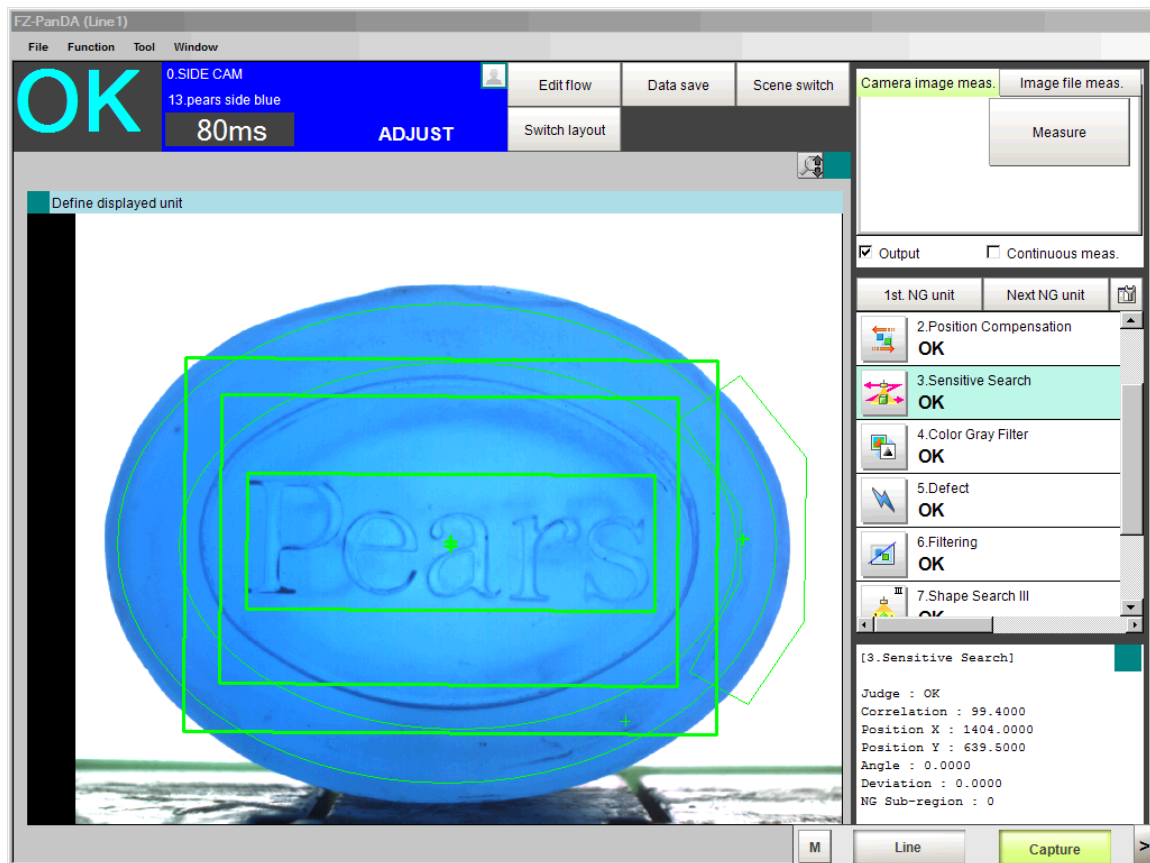 FZ-PanDA (Line1)
File Function Tool Window
OK
0.SIDE CAM
13.pears side blue
80ms
ADJUST
Edit flow
Data save
Scene switch
Switch layout
Camera image meas.
Image file meas.
Measure
Output
Continuous meas.
Define displayed unit
Pears
1st. NG unit
Next NG unit
2.Position Compensation
OK
3.Sensitive Search
OK
4.Color Gray Filter
OK
5.Defect
OK
6.Filtering
OK
III
7.Shape Search III
OK
[3.Sensitive Search]
Judge : OK
Correlation : 99.4000
Position X : 1404.0000
Position Y : 639.5000
Angle : 0.0000
Deviation : 0.0000
NG Sub-region : 0
M
Line
Capture
>